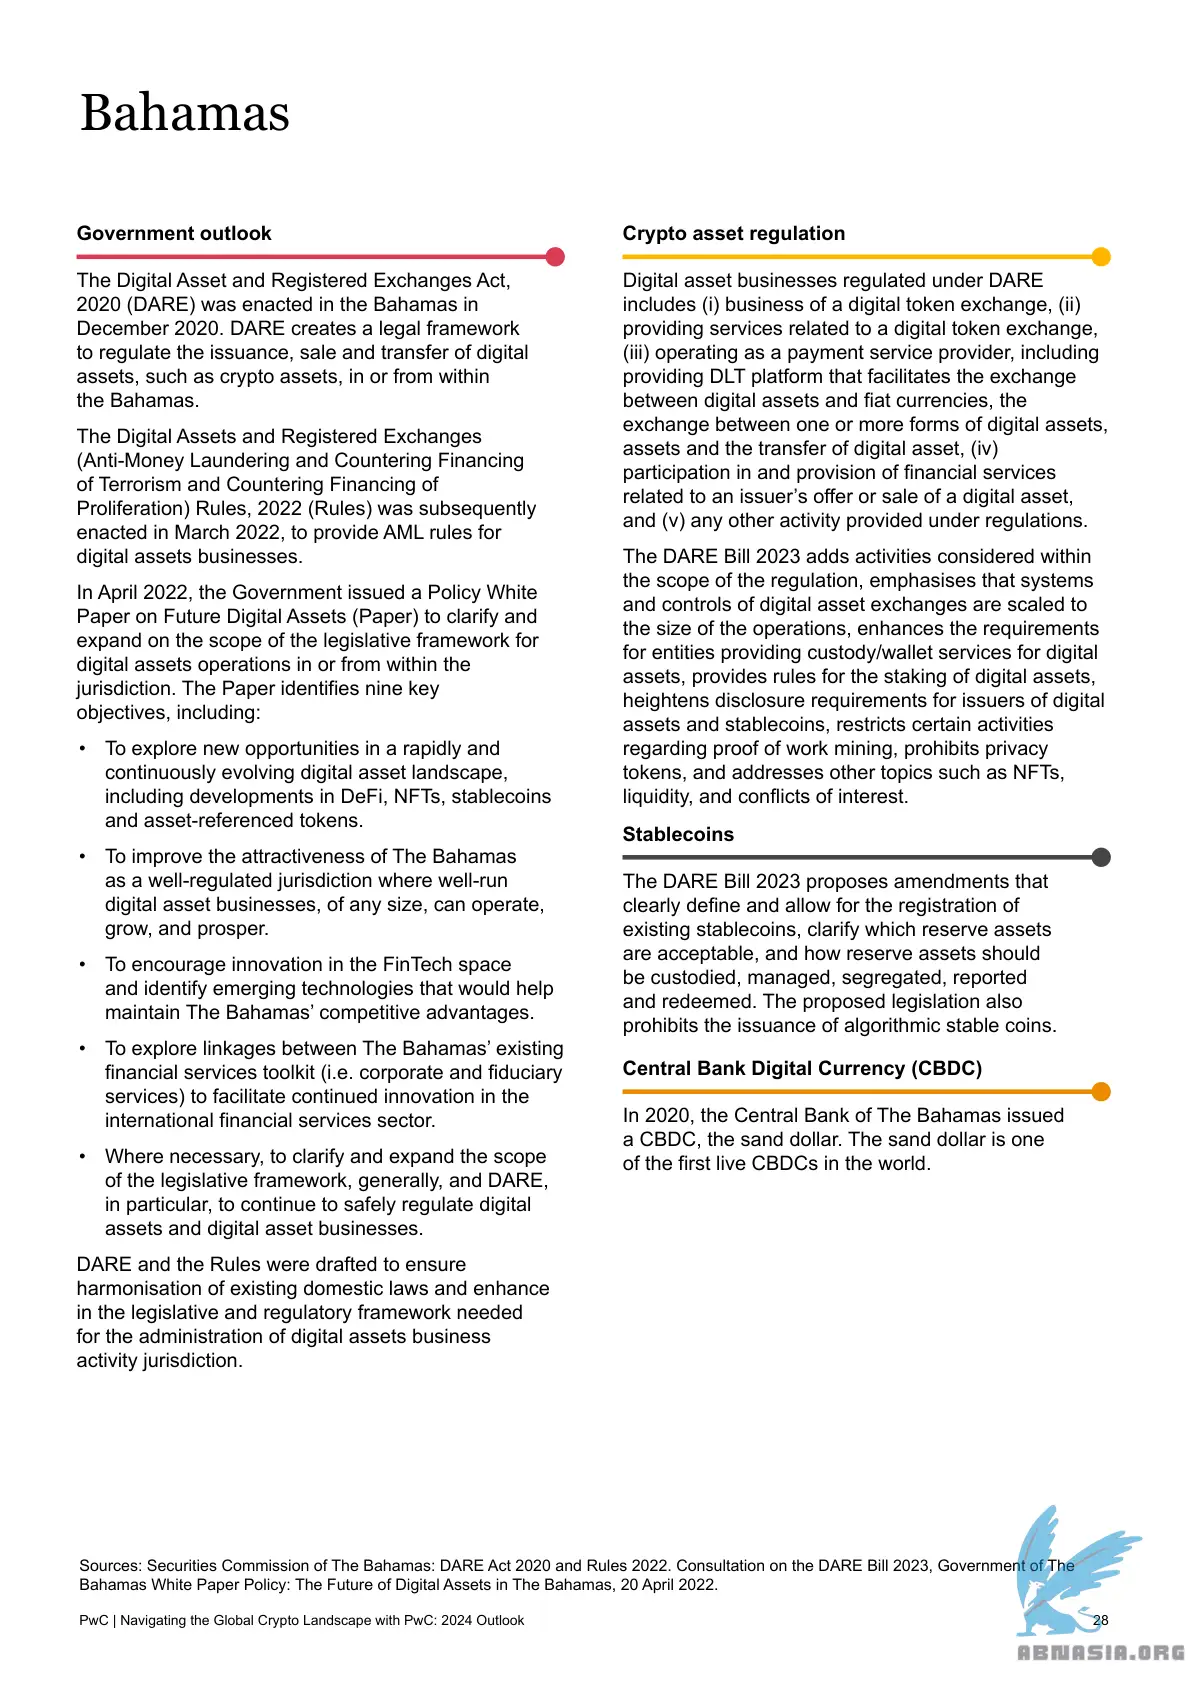 Bahamas
Government outlook
The Digital Asset and Registered Exchanges Act,
2020 (DARE) was enacted in the Bahamas in
December 2020. DARE creates a legal framework
to regulate the issuance, sale and transfer of digital
assets, such as crypto assets, in or from within
the Bahamas.
The Digital Assets and Registered Exchanges
(Anti-Money Laundering and Countering Financing
of Terrorism and Countering Financing of
Proliferation) Rules, 2022 (Rules) was subsequently
enacted in March 2022, to provide AML rules for
digital assets businesses.
In April 2022, the Government issued a Policy White
Paper on Future Digital Assets (Paper) to clarify and
expand on the scope of the legislative framework for
digital assets operations in or from within the
jurisdiction. The Paper identifies nine key
objectives, including:
• To explore new opportunities in a rapidly and
continuously evolving digital asset landscape,
including developments in DeFi, NFTs, stablecoins
and asset-referenced tokens.
• To improve the attractiveness of The Bahamas
as a well-regulated jurisdiction where well-run
digital asset businesses, of any size, can operate,
grow, and prosper.
• To encourage innovation in the FinTech space
and identify emerging technologies that would help
maintain The Bahamas’ competitive advantages.
• To explore linkages between The Bahamas’ existing
financial services toolkit (i.e. corporate and fiduciary
services) to facilitate continued innovation in the
international financial services sector.
• Where necessary, to clarify and expand the scope
of the legislative framework, generally, and DARE,
in particular, to continue to safely regulate digital
assets and digital asset businesses.
DARE and the Rules were drafted to ensure
harmonisation of existing domestic laws and enhance
in the legislative and regulatory framework needed
for the administration of digital assets business
activity jurisdiction.
Crypto asset regulation
Digital asset businesses regulated under DARE
includes (i) business of a digital token exchange, (ii)
providing services related to a digital token exchange,
(iii) operating as a payment service provider, including
providing DLT platform that facilitates the exchange
between digital assets and fiat currencies, the
exchange between one or more forms of digital assets,
assets and the transfer of digital asset, (iv)
participation in and provision of financial services
related to an issuer’s offer or sale of a digital asset,
and (v) any other activity provided under regulations.
The DARE Bill 2023 adds activities considered within
the scope of the regulation, emphasises that systems
and controls of digital asset exchanges are scaled to
the size of the operations, enhances the requirements
for entities providing custody/wallet services for digital
assets, provides rules for the staking of digital assets,
heightens disclosure requirements for issuers of digital
assets and stablecoins, restricts certain activities
regarding proof of work mining, prohibits privacy
tokens, and addresses other topics such as NFTs,
liquidity, and conflicts of interest.
Stablecoins
The DARE Bill 2023 proposes amendments that
clearly define and allow for the registration of
existing stablecoins, clarify which reserve assets
are acceptable, and how reserve assets should
be custodied, managed, segregated, reported
and redeemed. The proposed legislation also
prohibits the issuance of algorithmic stable coins.
Central Bank Digital Currency (CBDC)
In 2020, the Central Bank of The Bahamas issued
a CBDC, the sand dollar. The sand dollar is one
of the first live CBDCs in the world.
Sources: Securities Commission of The Bahamas: DARE Act 2020 and Rules 2022. Consultation on the DARE Bill 2023, Government of The
Bahamas White Paper Policy: The Future of Digital Assets in The Bahamas, 20 April 2022.
PwC | Navigating the Global Crypto Landscape with PwC: 2024 Outlook
28
ABNASIA.ORG